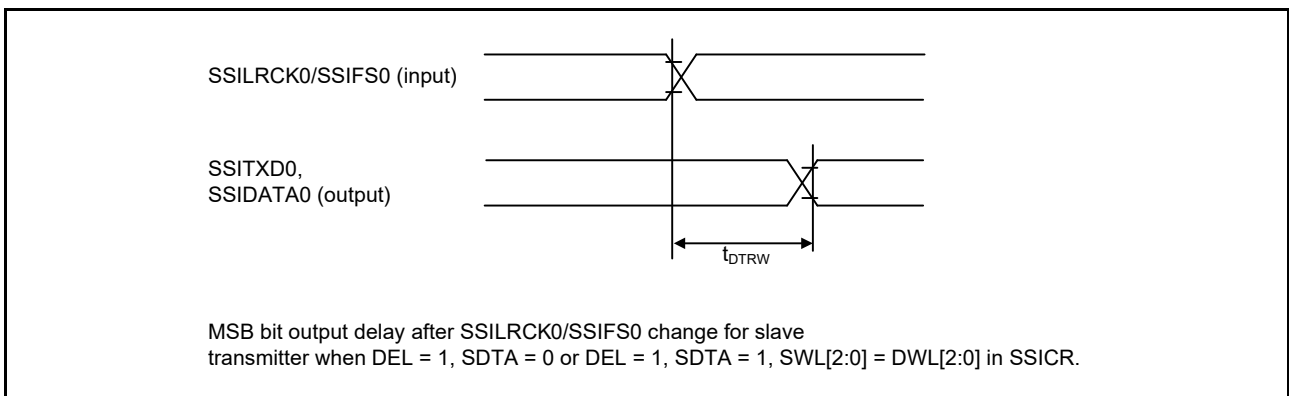 SSILRCK0/SSIFS0 (input)
SSITXD0,
SSIDATA0 (output)
tDTRW
MSB bit output delay after SSILRCK0/SSIFS0 change for slave
transmitter when DEL = 1, SDTA = 0 or DEL = 1, SDTA = 1, SWL[2:0] = DWL[2:0] in SSICR.